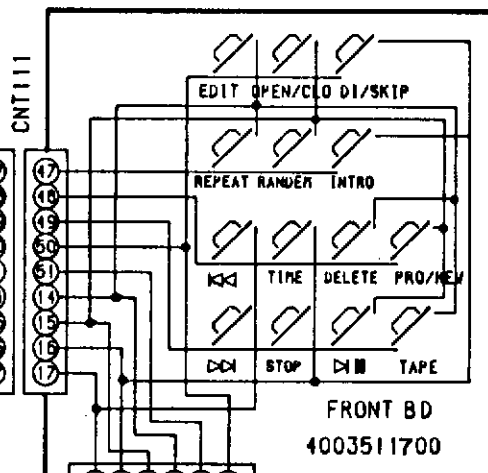 CNT111
EDIT OPEN/CLO DI/SKIP
47
REPEAT RANDEM INTRO
48
49
50
51
TIME DELETE PRO/MEM
14
15
16
17
STOP TAPE
FRONT BD
4003511700